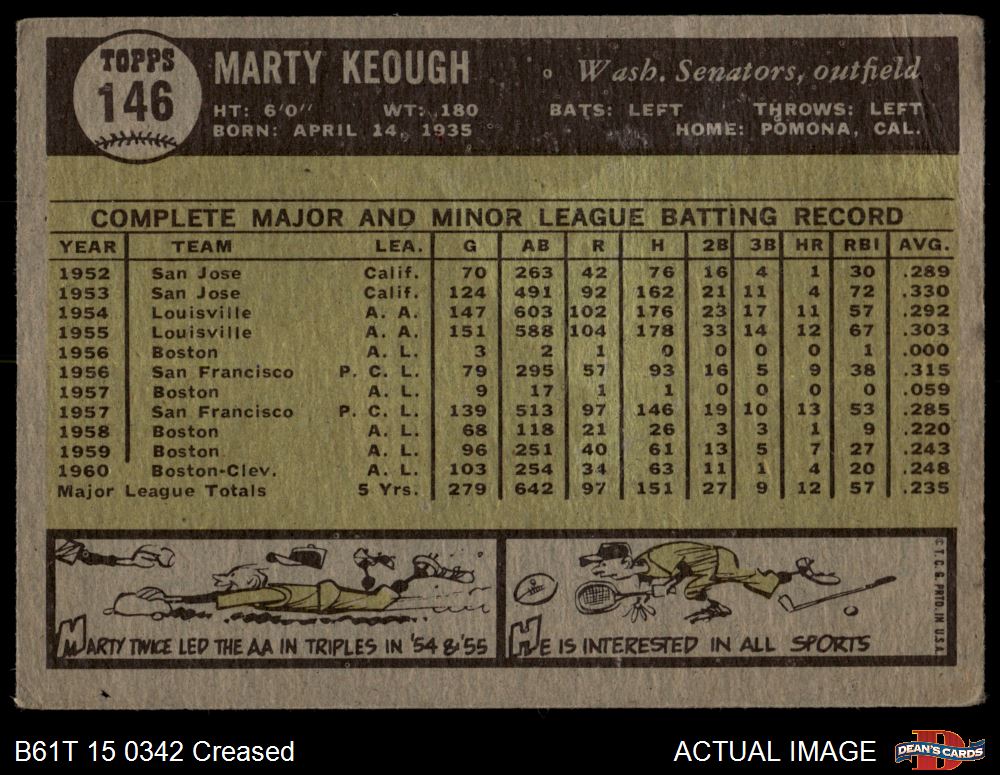 TOPPS
146
MARTY KEOUGH
Wash. Senators, outfield
HT: 6'0" WT: 180 BATS: LEFT THROWS: LEFT
BORN: APRIL 14, 1935 HOME: POMONA, CAL.
COMPLETE MAJOR AND MINOR LEAGUE BATTING RECORD
YEAR TEAM LEA. G AB R H 2B 3B HR RBI AVG.
1952 San Jose Calif. 70 263 42 76 16 4 1 30 .289
1953 San Jose Calif. 124 491 92 162 21 11 4 72 .330
1954 Louisville A. A. 147 603 102 176 23 17 11 57 .292
1955 Louisville A. A. 151 588 104 178 33 14 12 67 .303
1956 Boston A. L. 3 2 1 0 0 0 0 1 .000
1956 San Francisco P. C. L. 79 295 57 93 16 5 9 38 .315
1957 Boston A. L. 9 17 1 1 0 0 0 0 .059
1957 San Francisco P. C. L. 139 513 97 146 19 10 13 53 .285
1958 Boston A. L. 68 118 21 26 3 3 1 9 .220
1959 Boston A. L. 96 251 40 61 13 5 7 27 .243
1960 Boston-Clev. A. L. 103 254 34 63 11 1 4 20 .248
Major League Totals 5 Yrs. 279 642 97 151 27 9 12 57 .235
MARTY TWICE LED THE AA IN TRIPLES IN '54 & '55
HE IS INTERESTED IN ALL SPORTS
© T. C. G. PRTD. IN U.S.A.
B61T 15 0342 Creased
ACTUAL IMAGE
D
DEAN'S CARDS